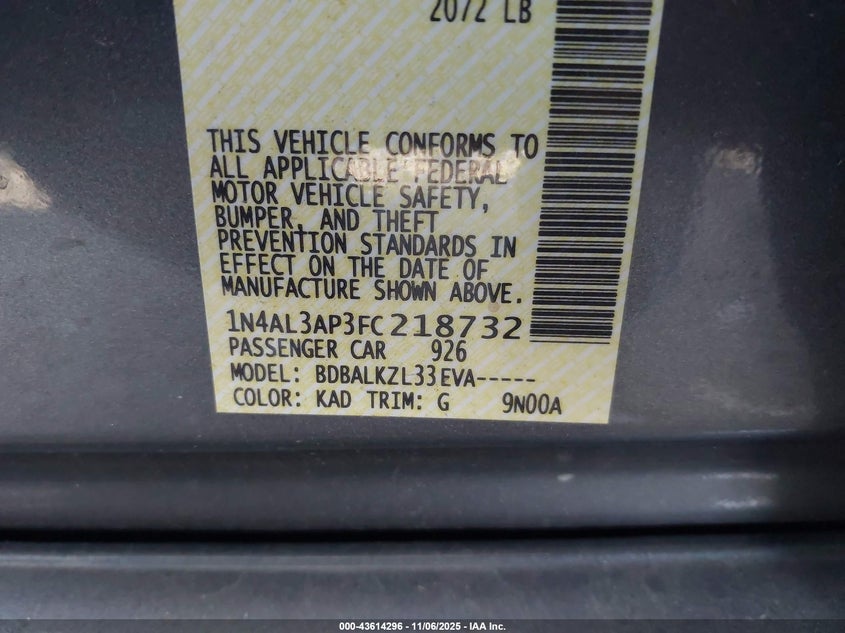 2072 LB
THIS VEHICLE CONFORMS TO
ALL APPLICABLE FEDERAL
MOTOR VEHICLE SAFETY,
BUMPER, AND THEFT
PREVENTION STANDARDS IN
EFFECT ON THE DATE OF
MANUFACTURE SHOWN ABOVE.
1N4AL3AP3FC218732
PASSENGER CAR 926
MODEL: BDBALKZL33EVA-----
COLOR: KAD TRIM: G 9N00A
000-43614296 - 11/06/2025 - IAA Inc.